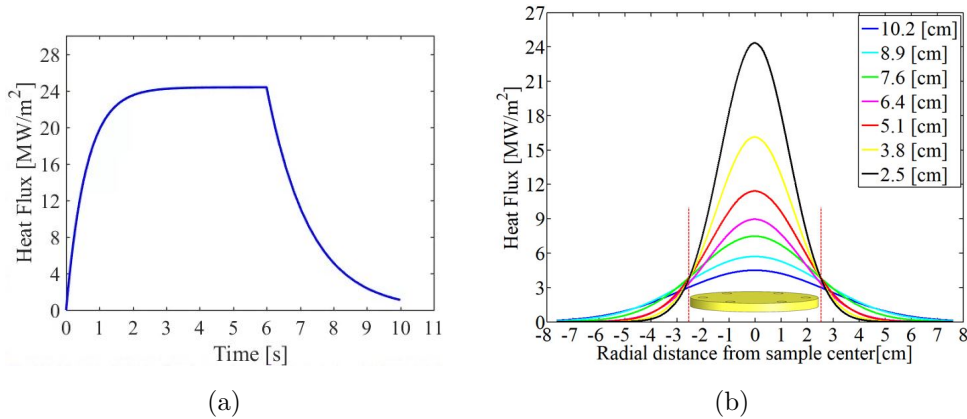 28
24
20
16
12
8
4
0
Heat Flux [MW/m²]
0 1 2 3 4 5 6 7 8 9 10 11
Time [s]
(a)
27
24
21
18
15
12
9
6
3
0
Heat Flux [MW/m²]
10.2 [cm]
8.9 [cm]
7.6 [cm]
6.4 [cm]
5.1 [cm]
3.8 [cm]
2.5 [cm]
-8 -7 -6 -5 -4 -3 -2 -1 0 1 2 3 4 5 6 7 8
Radial distance from sample center[cm]
(b)